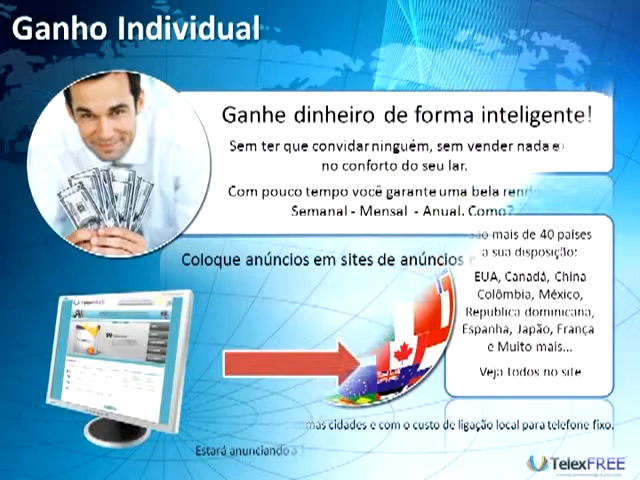 Ganho Individual
Ganhe dinheiro de forma inteligente!
Sem ter que convidar ninguém, sem vender nada e
no conforto do seu lar.
Com pouco tempo você garante uma bela rend
Semanal - Mensal - Anual. Como?
Coloque anúncios em sites de anúncios
São mais de 40 países
a sua disposição:
EUA, Canadá, China
Colômbia, México,
Republica dominicana,
Espanha, Japão, França
e Muito mais...
Veja todos no site
mas cidades e com o custo de ligação local para telefone fixo.
Estará anunciando a
TelexFREE